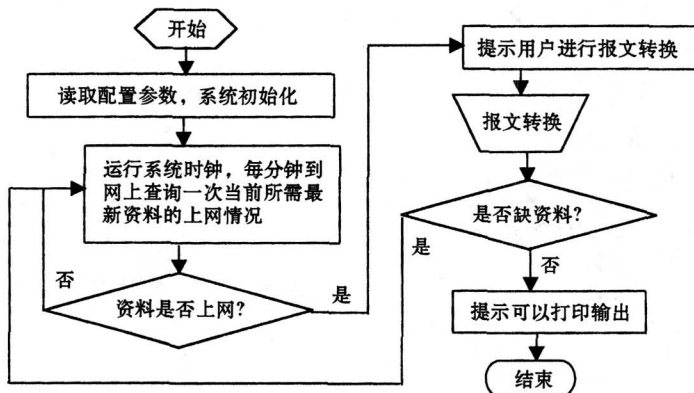 开始
读取配置参数，系统初始化
运行系统时钟，每分钟到
网上查询一次当前所需最
新资料的上网情况
否
资料是否上网？
是
提示用户进行报文转换
报文转换
是否缺资料？
是
否
提示可以打印输出
结束